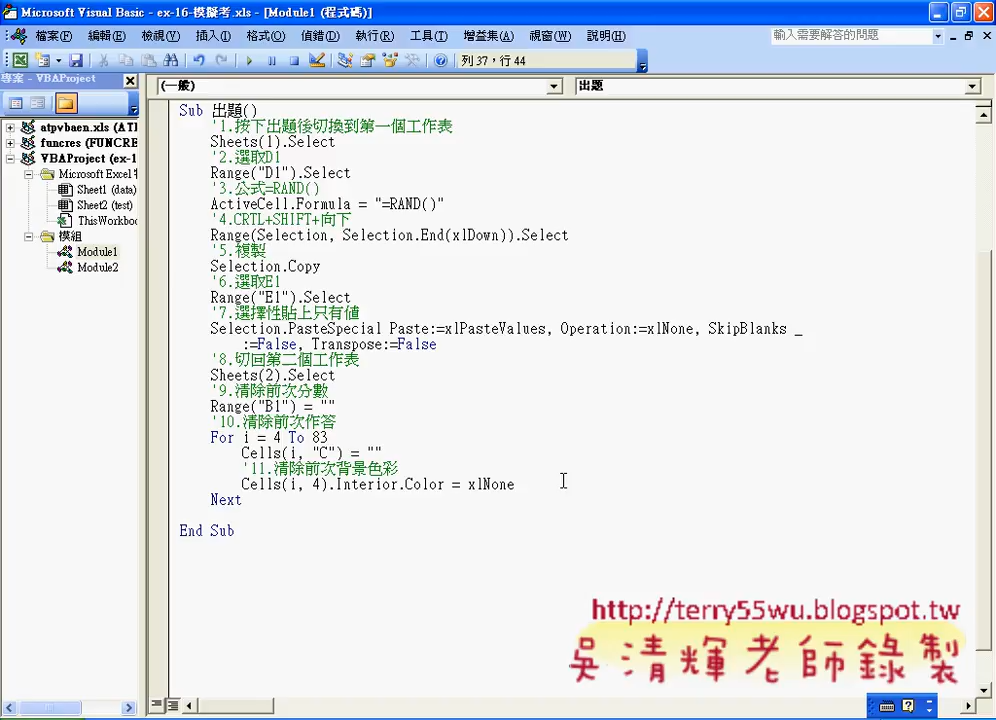 Microsoft Visual Basic - ex-16-模擬考.xls - [Module1 (程式碼)]
檔案(F) 編輯(E) 檢視(V) 插入(I) 格式(O) 偵錯(D) 執行(R) 工具(T) 增益集(A) 視窗(W) 說明(H) 輸入需要解答的問題
列 37，行 44
專案 - VBAProject
(一般) 出題
atpvbaen.xls (ATI
funcres (FUNCRE
VBAProject (ex-1
Microsoft Excel
Sheet1 (data)
Sheet2 (test)
ThisWorkbo
模組
Module1
Module2
Sub 出題()
'1.按下出題後切換到第一個工作表
Sheets(1).Select
'2.選取D1
Range("D1").Select
'3.公式=RAND()
ActiveCell.Formula = "=RAND()"
'4.CRTL+SHIFT+向下
Range(Selection, Selection.End(xlDown)).Select
'5.複製
Selection.Copy
'6.選取E1
Range("E1").Select
'7.選擇性貼上只有值
Selection.PasteSpecial Paste:=xlPasteValues, Operation:=xlNone, SkipBlanks _
:=False, Transpose:=False
'8.切回第二個工作表
Sheets(2).Select
'9.清除前次分數
Range("B1") = ""
'10.清除前次作答
For i = 4 To 83
Cells(i, "C") = ""
'11.清除前次背景色彩
Cells(i, 4).Interior.Color = xlNone
Next
End Sub
http://terry55wu.blogspot.tw
吳清輝老師錄製